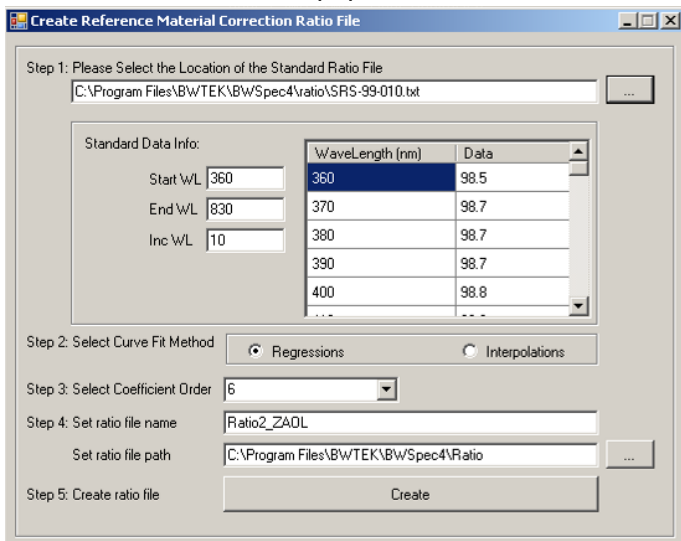 Create Reference Material Correction Ratio File
Step 1: Please Select the Location of the Standard Ratio File
C:\Program Files\BWTEK\BWSpec4\ratio\SRS-99-010.txt
...
Standard Data Info:
Start WL 360
End WL 830
Inc WL 10
WaveLength (nm) Data
360 98.5
370 98.7
380 98.7
390 98.7
400 98.8
Step 2: Select Curve Fit Method
Regressions Interpolations
Step 3: Select Coefficient Order 6
Step 4: Set ratio file name Ratio2_ZAOL
Set ratio file path C:\Program Files\BWTEK\BWSpec4\Ratio ...
Step 5: Create ratio file Create